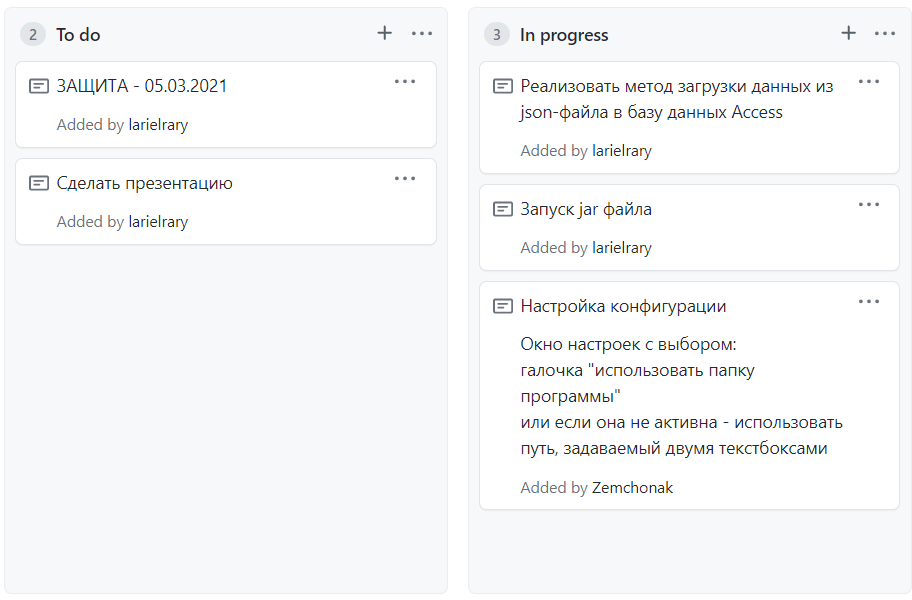 2 To do
ЗАЩИТА - 05.03.2021
Added by larielrary
Сделать презентацию
Added by larielrary
3 In progress
Реализовать метод загрузки данных из
json-файла в базу данных Access
Added by larielrary
Запуск jar файла
Added by larielrary
Настройка конфигурации
Окно настроек с выбором:
галочка "использовать папку
программы"
или если она не активна - использовать
путь, задаваемый двумя текстбоксами
Added by Zemchonak